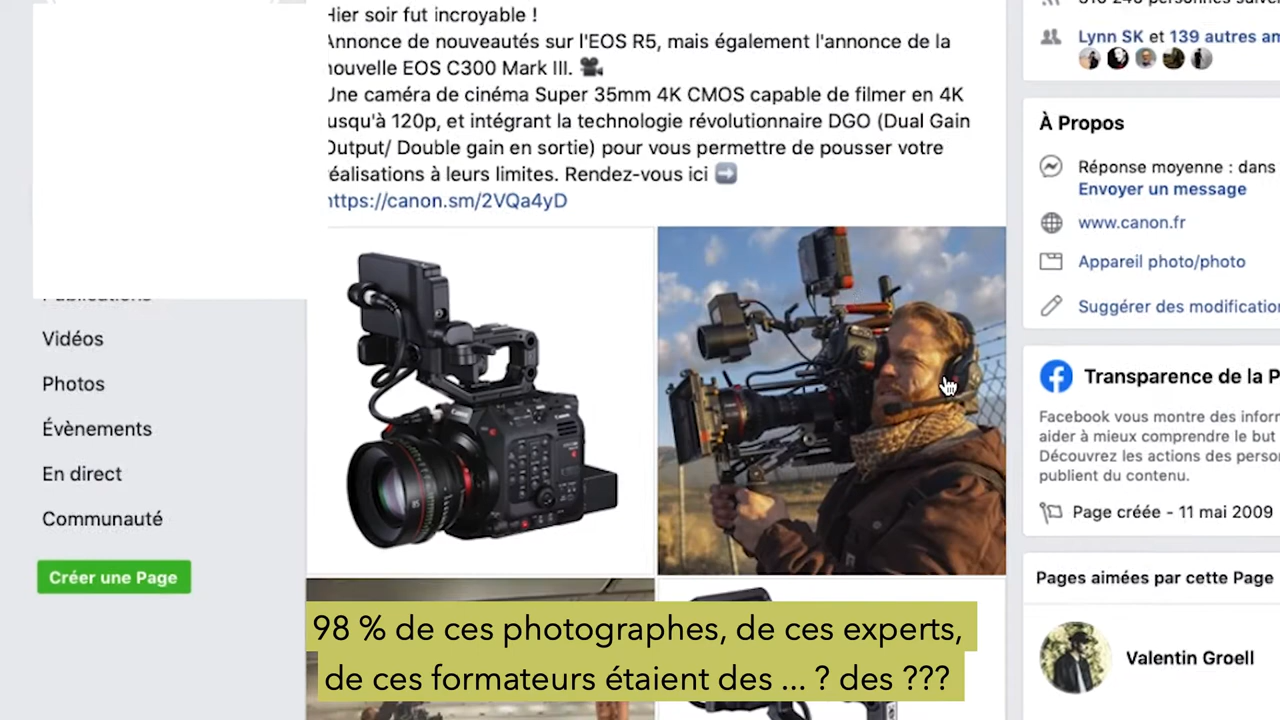 Hier soir fut incroyable !
Annonce de nouveautés sur l'EOS R5, mais également l'annonce de la
nouvelle EOS C300 Mark III.
Une caméra de cinéma Super 35mm 4K CMOS capable de filmer en 4K
jusqu'à 120p, et intégrant la technologie révolutionnaire DGO (Dual Gain
Output/ Double gain en sortie) pour vous permettre de pousser votre
réalisations à leurs limites. Rendez-vous ici
https://canon.sm/2VQa4yD
Publications
Vidéos
Photos
Évènements
En direct
Communauté
Créer une Page
Canon
98 % de ces photographes, de ces experts,
de ces formateurs étaient des ... ? des ???
personnes
Lynn SK et 139 autres am
À Propos
Réponse moyenne : dans
Envoyer un message
www.canon.fr
Appareil photo/photo
Suggérer des modification
Transparence de la P
Facebook vous montre des infor
aider à mieux comprendre le but
Découvrez les actions des perso
publient du contenu.
Page créée - 11 mai 2009
Pages aimées par cette Page
Valentin Groell